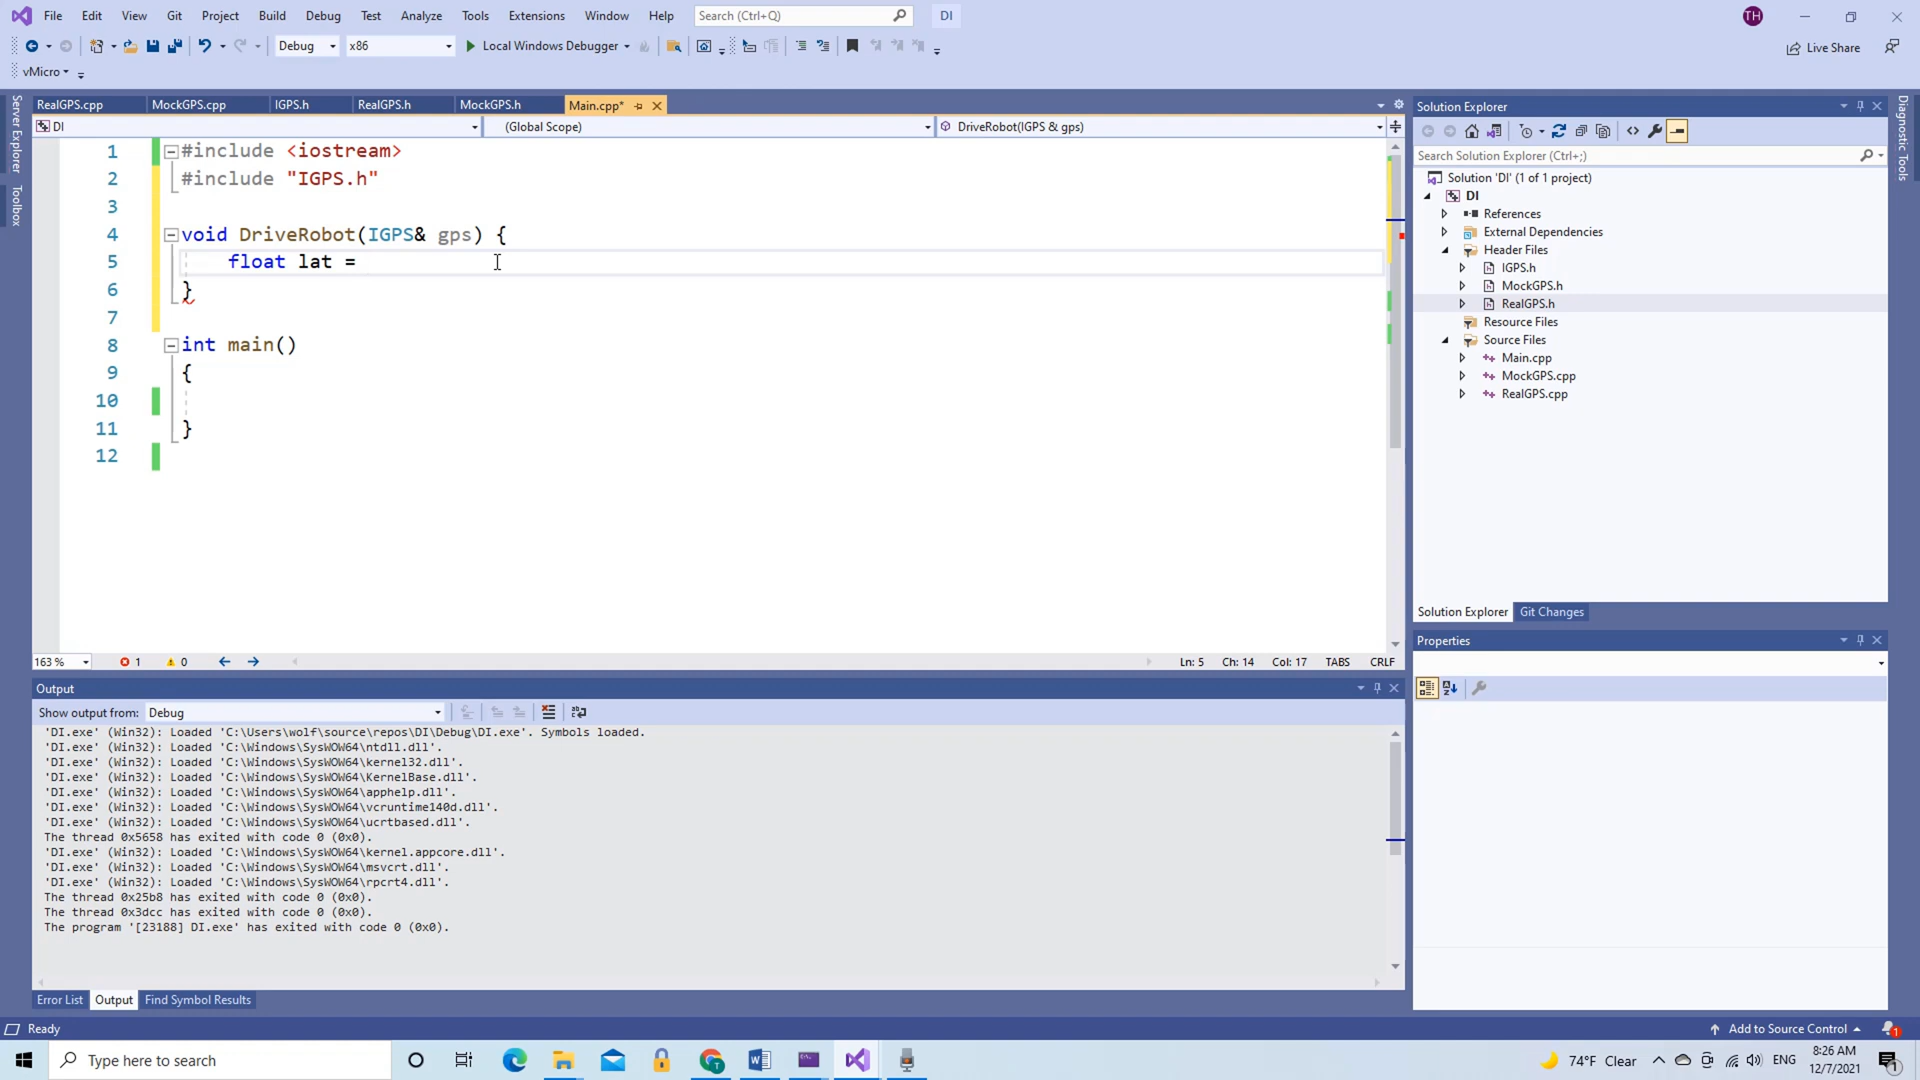 File Edit View Git Project Build Debug Test Analyze Tools Extensions Window Help Search (Ctrl+Q) DI TH
Debug x86 Local Windows Debugger Live Share
vMicro
Server Explorer
Toolbox
RealGPS.cpp MockGPS.cpp IGPS.h RealGPS.h MockGPS.h Main.cpp*
DI (Global Scope) DriveRobot(IGPS & gps)
1 #include <iostream>
2 #include "IGPS.h"
3
4 void DriveRobot(IGPS& gps) {
5 float lat =
6 }
7
8 int main()
9 {
10
11 }
12
163 % 1 0 Ln: 5 Ch: 14 Col: 17 TABS CRLF
Output
Show output from: Debug
'DI.exe' (Win32): Loaded 'C:\Users\wolf\source\repos\DI\Debug\DI.exe'. Symbols loaded.
'DI.exe' (Win32): Loaded 'C:\Windows\SysWOW64\ntdll.dll'.
'DI.exe' (Win32): Loaded 'C:\Windows\SysWOW64\kernel32.dll'.
'DI.exe' (Win32): Loaded 'C:\Windows\SysWOW64\KernelBase.dll'.
'DI.exe' (Win32): Loaded 'C:\Windows\SysWOW64\apphelp.dll'.
'DI.exe' (Win32): Loaded 'C:\Windows\SysWOW64\vcruntime140d.dll'.
'DI.exe' (Win32): Loaded 'C:\Windows\SysWOW64\ucrtbased.dll'.
The thread 0x5658 has exited with code 0 (0x0).
'DI.exe' (Win32): Loaded 'C:\Windows\SysWOW64\kernel.appcore.dll'.
'DI.exe' (Win32): Loaded 'C:\Windows\SysWOW64\msvcrt.dll'.
'DI.exe' (Win32): Loaded 'C:\Windows\SysWOW64\rpcrt4.dll'.
The thread 0x25b8 has exited with code 0 (0x0).
The thread 0x3dcc has exited with code 0 (0x0).
The program '[23188] DI.exe' has exited with code 0 (0x0).
Error List Output Find Symbol Results
Solution Explorer
Search Solution Explorer (Ctrl+;)
Solution 'DI' (1 of 1 project)
DI
References
External Dependencies
Header Files
IGPS.h
MockGPS.h
RealGPS.h
Resource Files
Source Files
Main.cpp
MockGPS.cpp
RealGPS.cpp
Solution Explorer Git Changes
Properties
Diagnostic Tools
Ready Add to Source Control 1
Type here to search 74°F Clear ENG 8:26 AM
12/7/2021 1